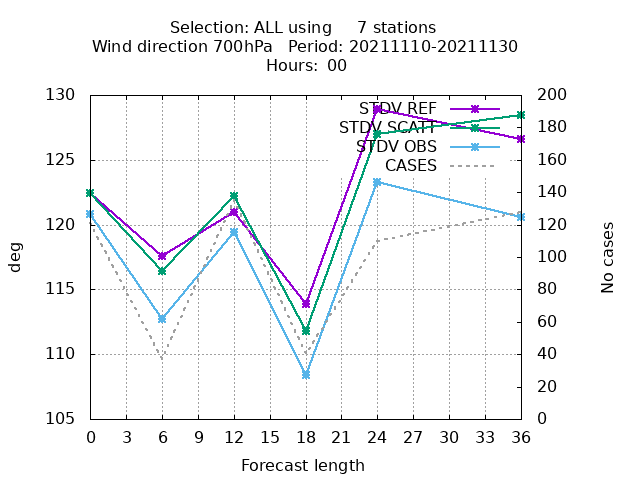 Selection: ALL using 7 stations
Wind direction 700hPa Period: 20211110-20211130
Hours: 00
130
125
120
115
110
105
200
180
160
140
120
100
80
60
40
20
0
STDV REF
STDV SCATT
STDV OBS
CASES
deg
No cases
0 3 6 9 12 15 18 21 24 27 30 33 36
Forecast length